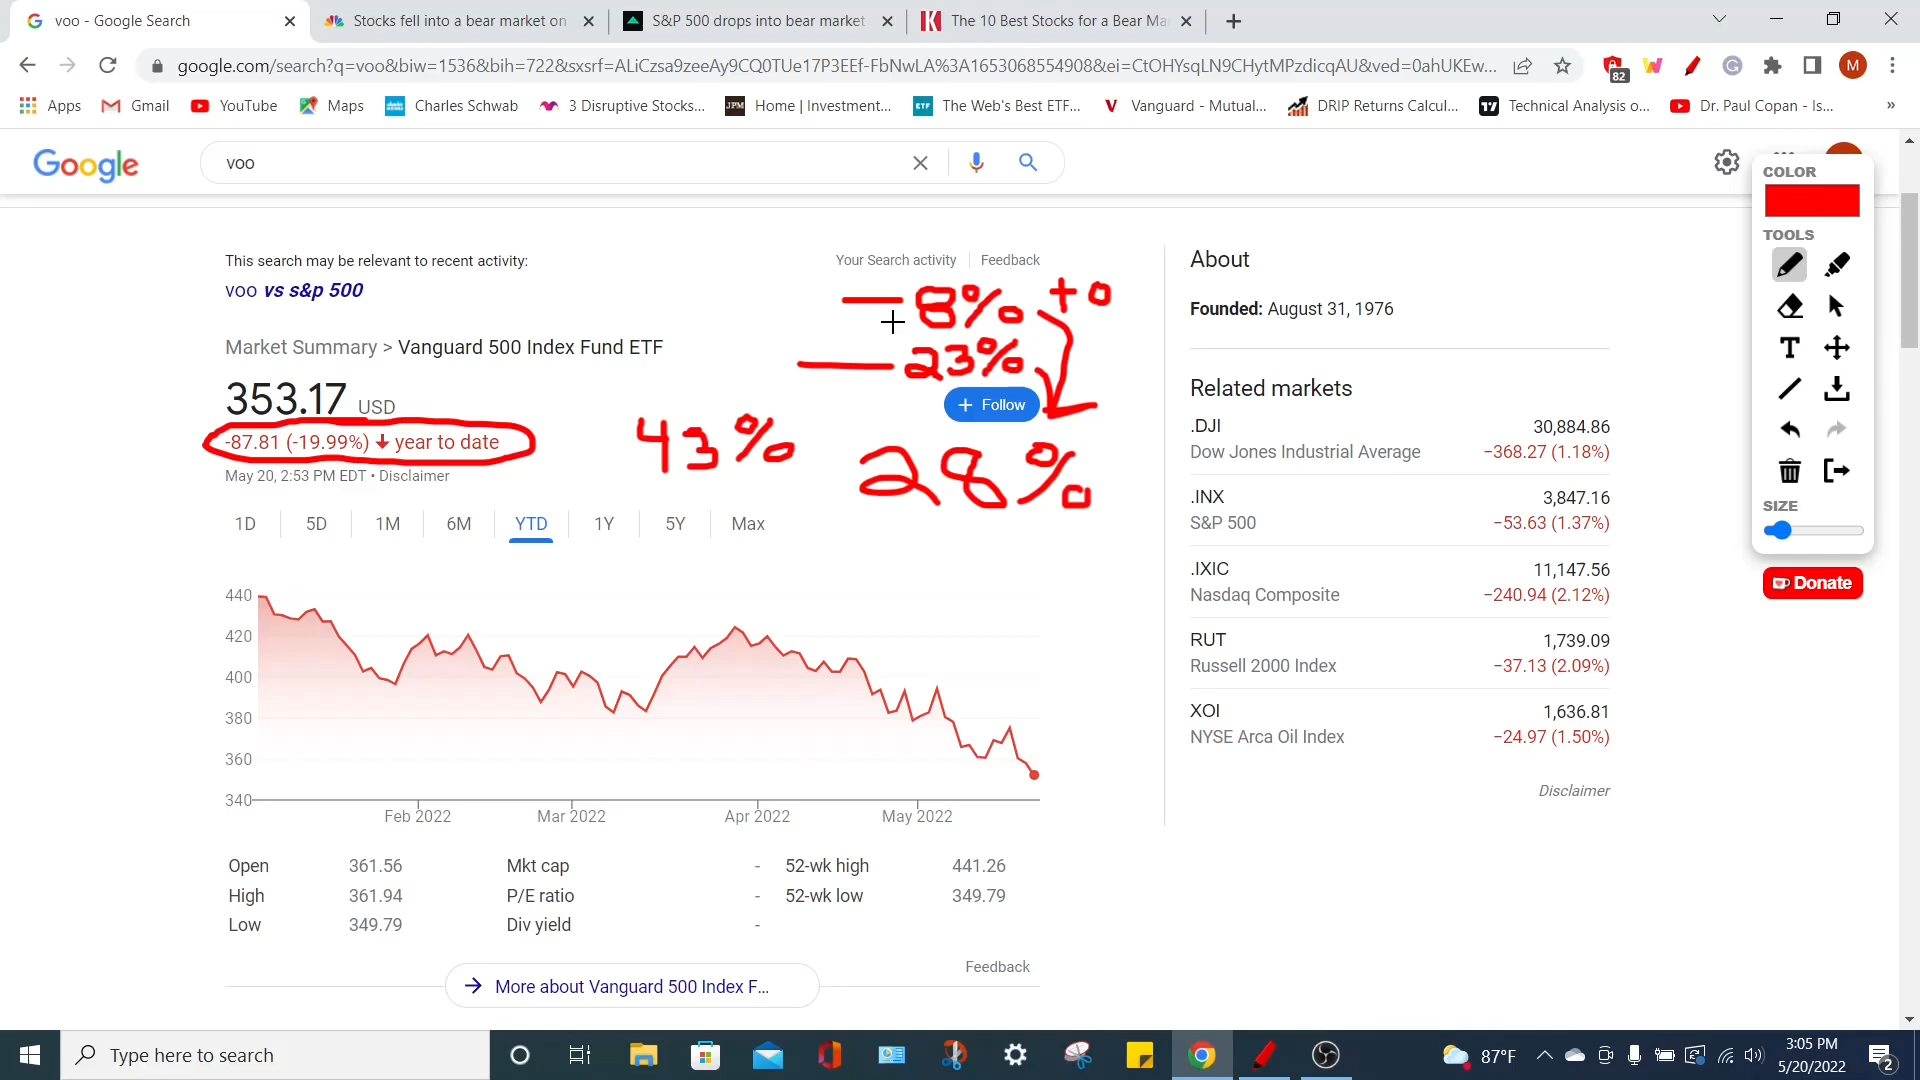 voo - Google Search
Stocks fell into a bear market on
S&P 500 drops into bear market
The 10 Best Stocks for a Bear Ma
google.com/search?q=voo&biw=1536&bih=722&sxsrf=ALiCzsa9zeeAy9CQ0TUe17P3EEf-FbNwLA%3A1653068554908&ei=CtOHYsqLN9CHytMPzdicqAU&ved=0ahUKEw...
82
M
Apps Gmail YouTube Maps Charles Schwab 3 Disruptive Stocks... JPM Home | Investment... ETF The Web's Best ETF... Vanguard - Mutual... DRIP Returns Calcul... Technical Analysis o... Dr. Paul Copan - Is... »
Google
voo
This search may be relevant to recent activity:
voo vs s&p 500
Your Search activity
Feedback
Market Summary > Vanguard 500 Index Fund ETF
353.17 USD
-87.81 (-19.99%) year to date
May 20, 2:53 PM EDT • Disclaimer
+ Follow
8% + 0
23%
43%
28%
1D 5D 1M 6M YTD 1Y 5Y Max
440
420
400
380
360
340
Feb 2022 Mar 2022 Apr 2022 May 2022
Open 361.56 Mkt cap - 52-wk high 441.26
High 361.94 P/E ratio - 52-wk low 349.79
Low 349.79 Div yield -
Feedback
More about Vanguard 500 Index F...
About
Founded: August 31, 1976
Related markets
.DJI 30,884.86
Dow Jones Industrial Average −368.27 (1.18%)
.INX 3,847.16
S&P 500 −53.63 (1.37%)
.IXIC 11,147.56
Nasdaq Composite −240.94 (2.12%)
RUT 1,739.09
Russell 2000 Index −37.13 (2.09%)
XOI 1,636.81
NYSE Arca Oil Index −24.97 (1.50%)
Disclaimer
COLOR
TOOLS
T
SIZE
Donate
Type here to search
87°F
3:05 PM
5/20/2022
2